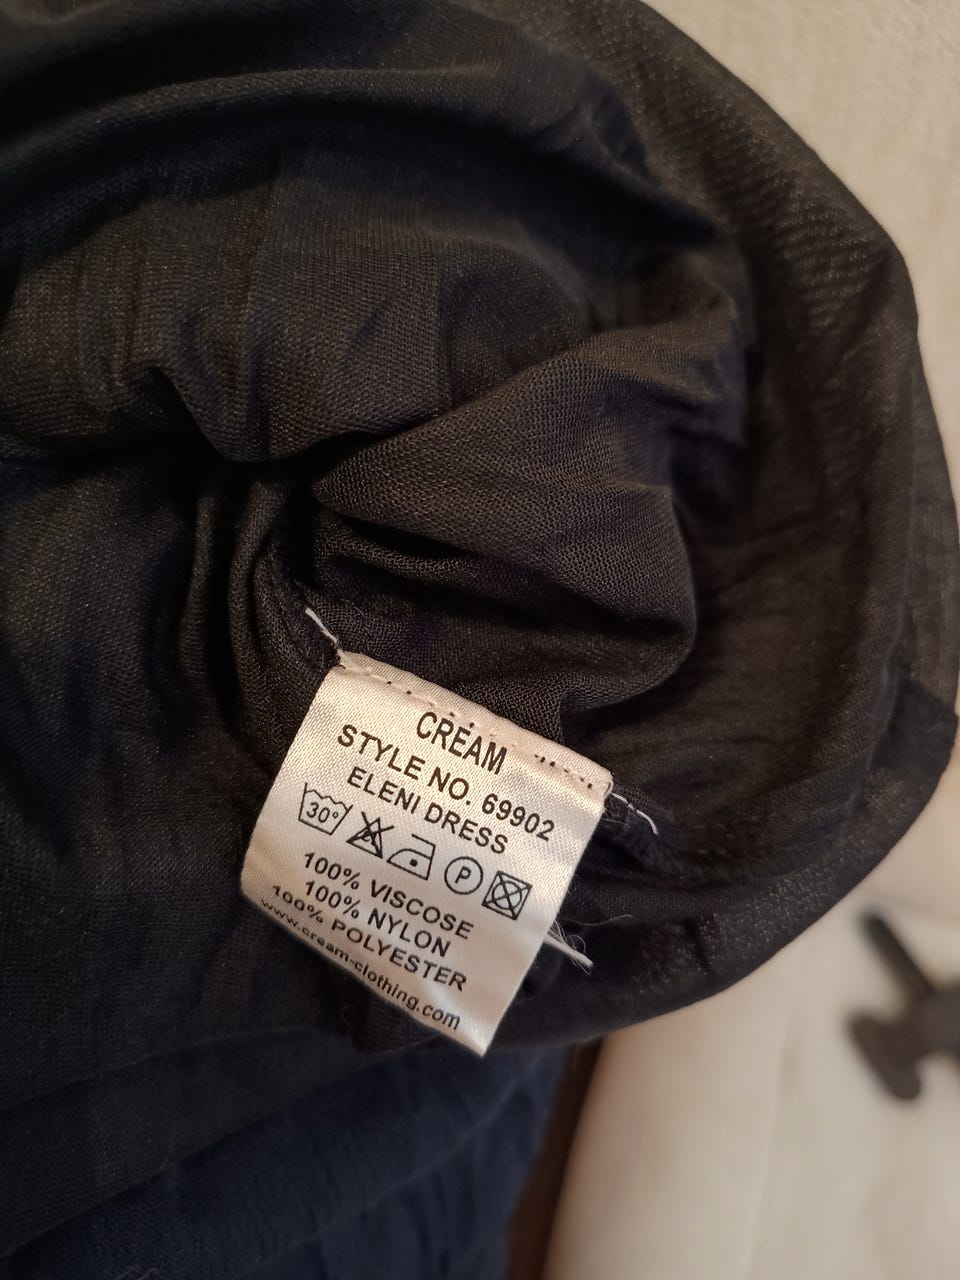 CREAM
STYLE NO. 69902
ELENI DRESS
30° P
100% VISCOSE
100% NYLON
100% POLYESTER
www.cream-clothing.com